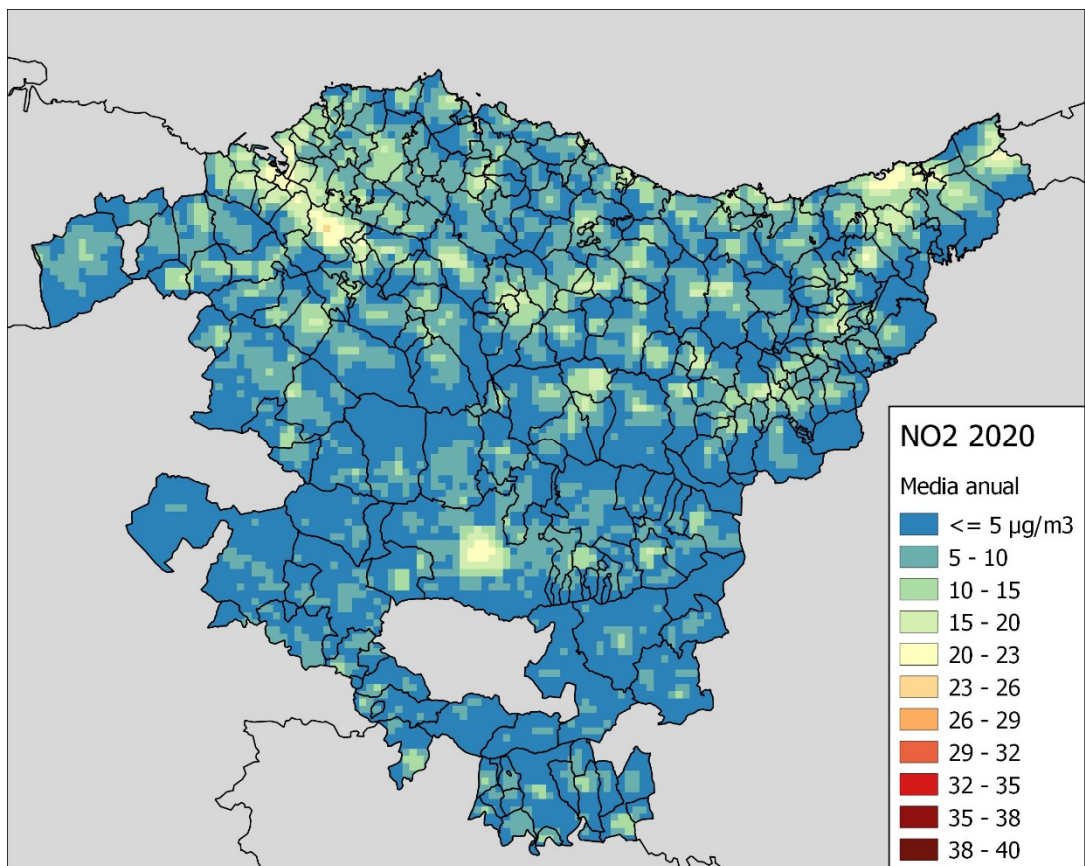 NO2 2020
Media anual
<= 5 µg/m3
5 - 10
10 - 15
15 - 20
20 - 23
23 - 26
26 - 29
29 - 32
32 - 35
35 - 38
38 - 40